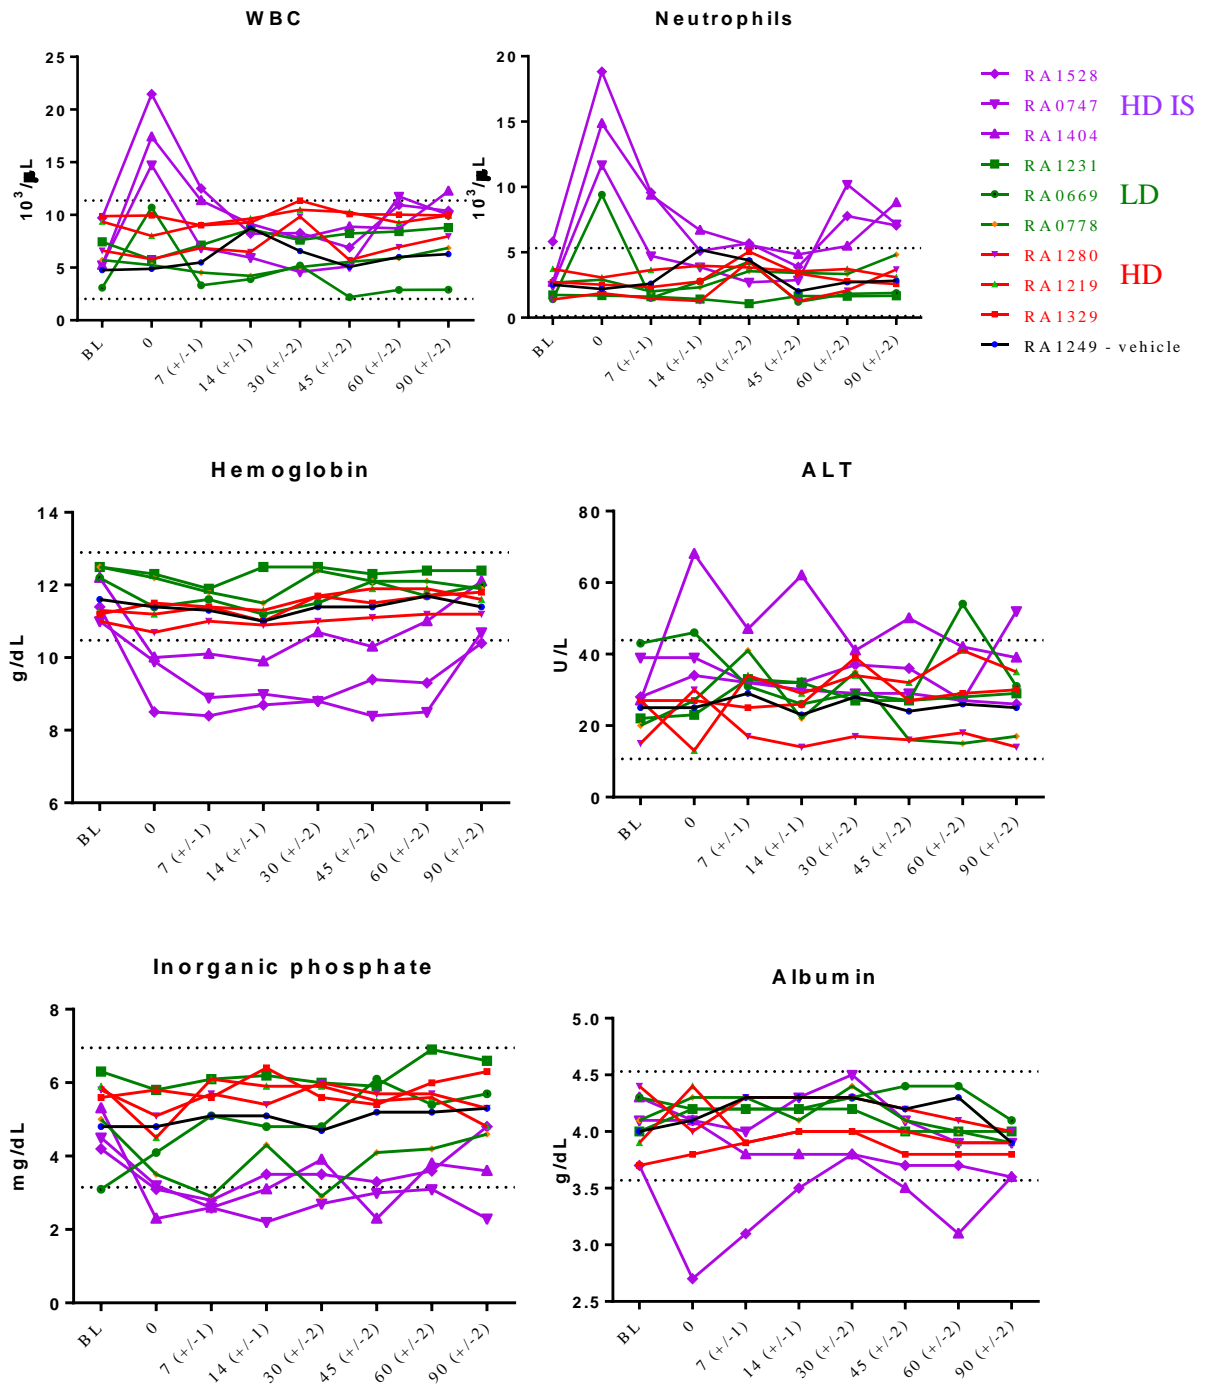 WBC
Neutrophils
25
20
15
10
5
0
10³/µL
BL
0
7 (+/-1)
14 (+/-1)
30 (+/-2)
45 (+/-2)
60 (+/-2)
90 (+/-2)
20
15
10
5
0
10³/µL
BL
0
7 (+/-1)
14 (+/-1)
30 (+/-2)
45 (+/-2)
60 (+/-2)
90 (+/-2)
RA1528
RA0747
RA1404
HD IS
RA1231
RA0669
RA0778
LD
RA1280
RA1219
RA1329
HD
RA1249 - vehicle
Hemoglobin
14
12
10
8
6
g/dL
BL
0
7 (+/-1)
14 (+/-1)
30 (+/-2)
45 (+/-2)
60 (+/-2)
90 (+/-2)
ALT
80
60
40
20
0
U/L
BL
0
7 (+/-1)
14 (+/-1)
30 (+/-2)
45 (+/-2)
60 (+/-2)
90 (+/-2)
Inorganic phosphate
8
6
4
2
0
mg/dL
BL
0
7 (+/-1)
14 (+/-1)
30 (+/-2)
45 (+/-2)
60 (+/-2)
90 (+/-2)
Albumin
5.0
4.5
4.0
3.5
3.0
2.5
g/dL
BL
0
7 (+/-1)
14 (+/-1)
30 (+/-2)
45 (+/-2)
60 (+/-2)
90 (+/-2)